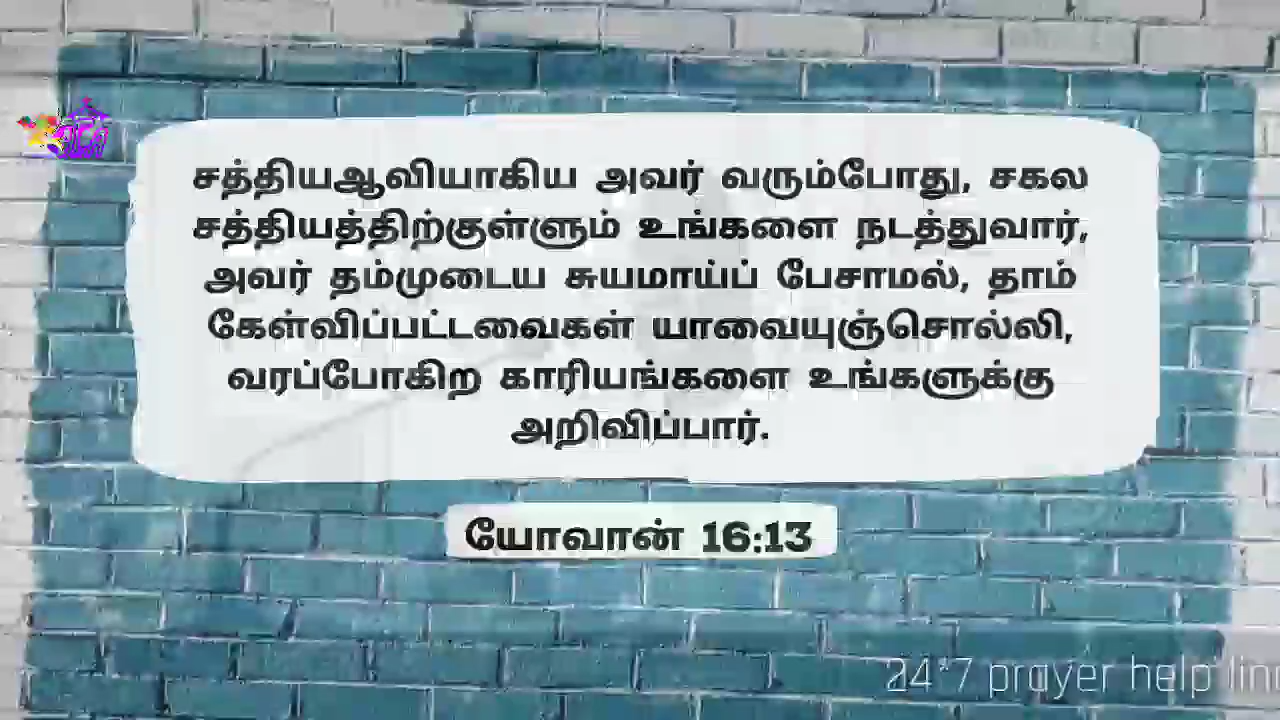 சத்தியஆவியாகிய அவர் வரும்போது, சகல
சத்தியத்திற்குள்ளும் உங்களை நடத்துவார்,
அவர் தம்முடைய சுயமாய்ப் பேசாமல், தாம்
கேள்விப்பட்டவைகள் யாவையுஞ்சொல்லி,
வரப்போகிற காரியங்களை உங்களுக்கு
அறிவிப்பார்.
யோவான் 16:13
24*7 prayer help